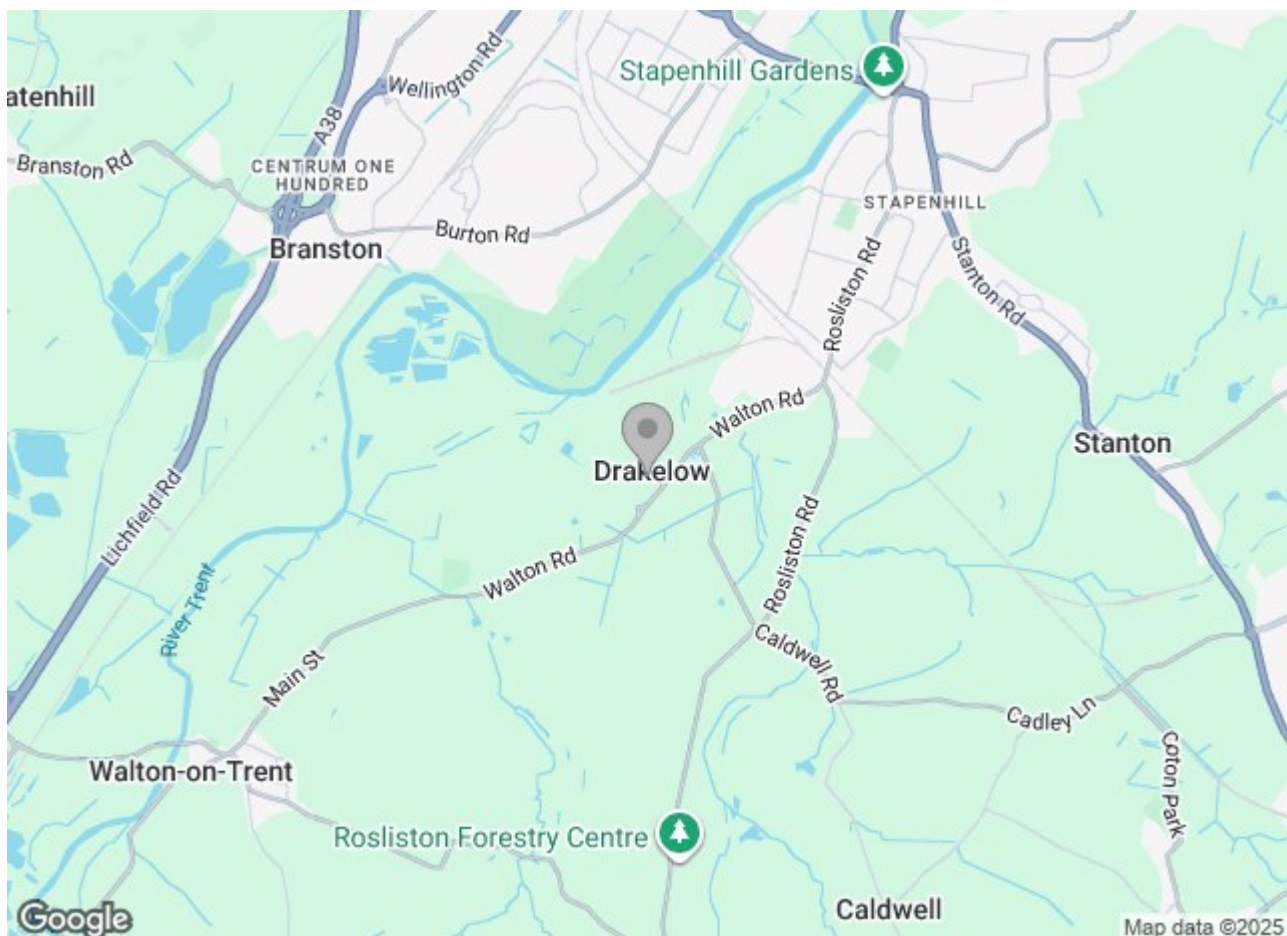 Stapenhill Gardens
Wellington Rd
atenhill
A38
Branston Rd
CENTRUM ONE
HUNDRED
STAPENHILL
Burton Rd
Branston
Stanton Rd
Rosliston Rd
Walton Rd
Stanton
Drakelow
Lichfield Rd
Rosliston Rd
Walton Rd
River Trent
Main St
Caldwell Rd
Cadley Ln
Coton Park
Walton-on-Trent
Rosliston Forestry Centre
Caldwell
Google
Map data ©2025